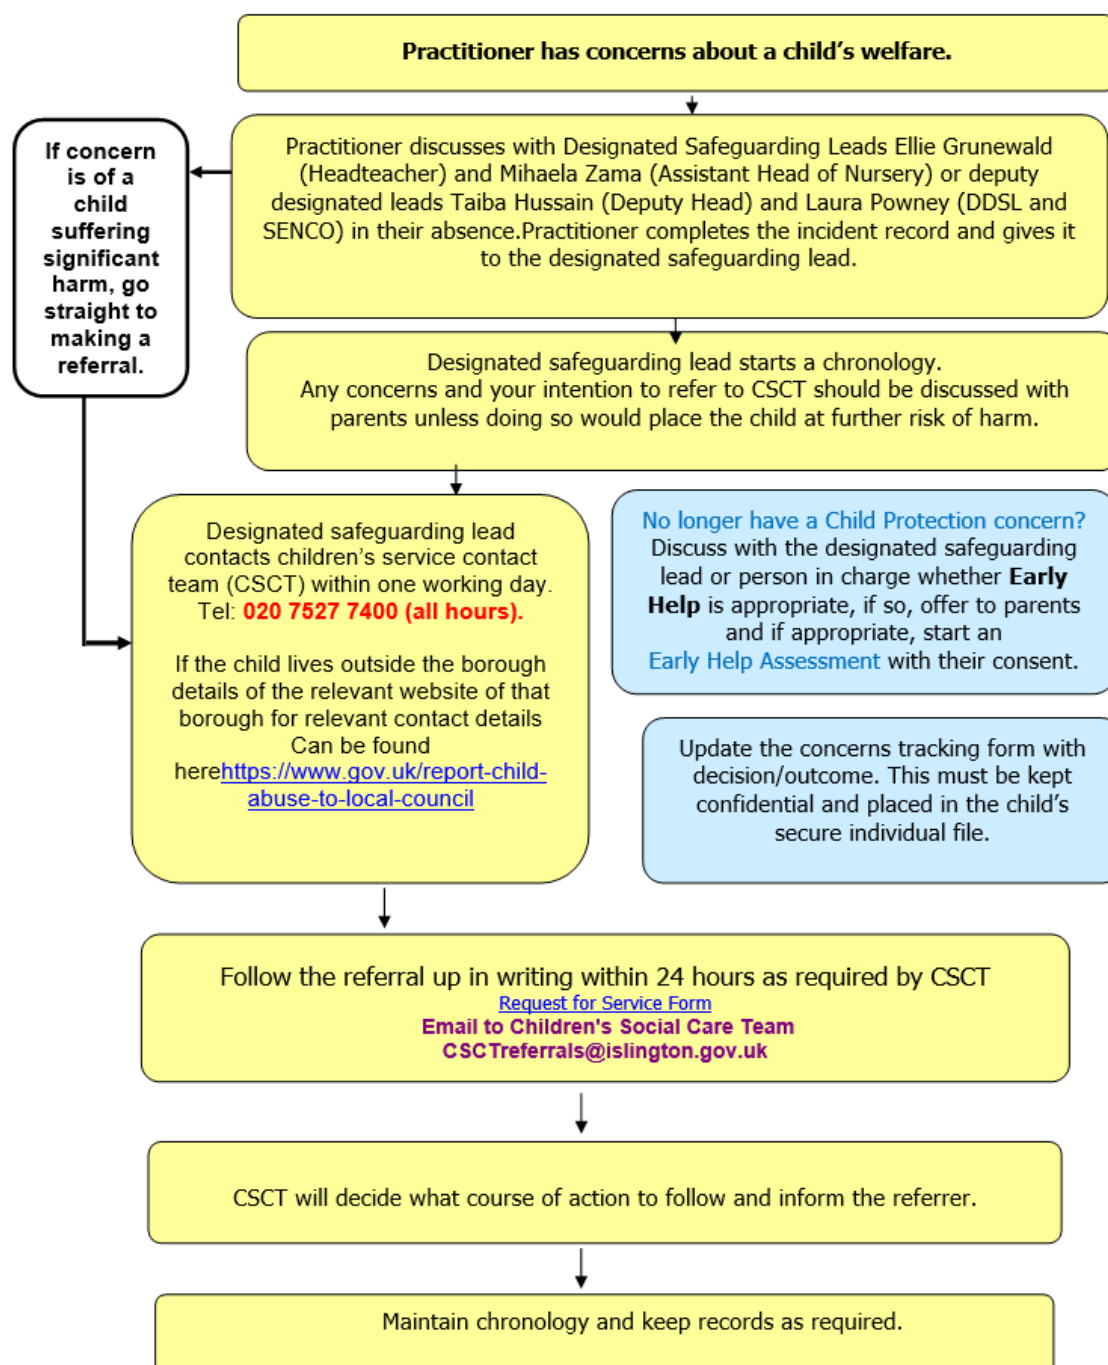 Practitioner has concerns about a child's welfare.
If concern
is of a
child
suffering
significant
harm, go
straight to
making a
referral.
Practitioner discusses with Designated Safeguarding Leads Ellie Grunewald
(Headteacher) and Mihaela Zama (Assistant Head of Nursery) or deputy
designated leads Taiba Hussain (Deputy Head) and Laura Powney (DDSL and
SENCO) in their absence.Practitioner completes the incident record and gives it
to the designated safeguarding lead.
Designated safeguarding lead starts a chronology.
Any concerns and your intention to refer to CSCT should be discussed with
parents unless doing so would place the child at further risk of harm.
Designated safeguarding lead
contacts children's service contact
team (CSCT) within one working day.
Tel: 020 7527 7400 (all hours).
If the child lives outside the borough
details of the relevant website of that
borough for relevant contact details
Can be found
herehttps://www.gov.uk/report-child-
abuse-to-local-council
No longer have a Child Protection concern?
Discuss with the designated safeguarding
lead or person in charge whether Early
Help is appropriate, if so, offer to parents
and if appropriate, start an
Early Help Assessment with their consent.
Update the concerns tracking form with
decision/outcome. This must be kept
confidential and placed in the child's
secure individual file.
Follow the referral up in writing within 24 hours as required by CSCT
Request for Service Form
Email to Children's Social Care Team
CSCTreferrals@islington.gov.uk
CSCT will decide what course of action to follow and inform the referrer.
Maintain chronology and keep records as required.